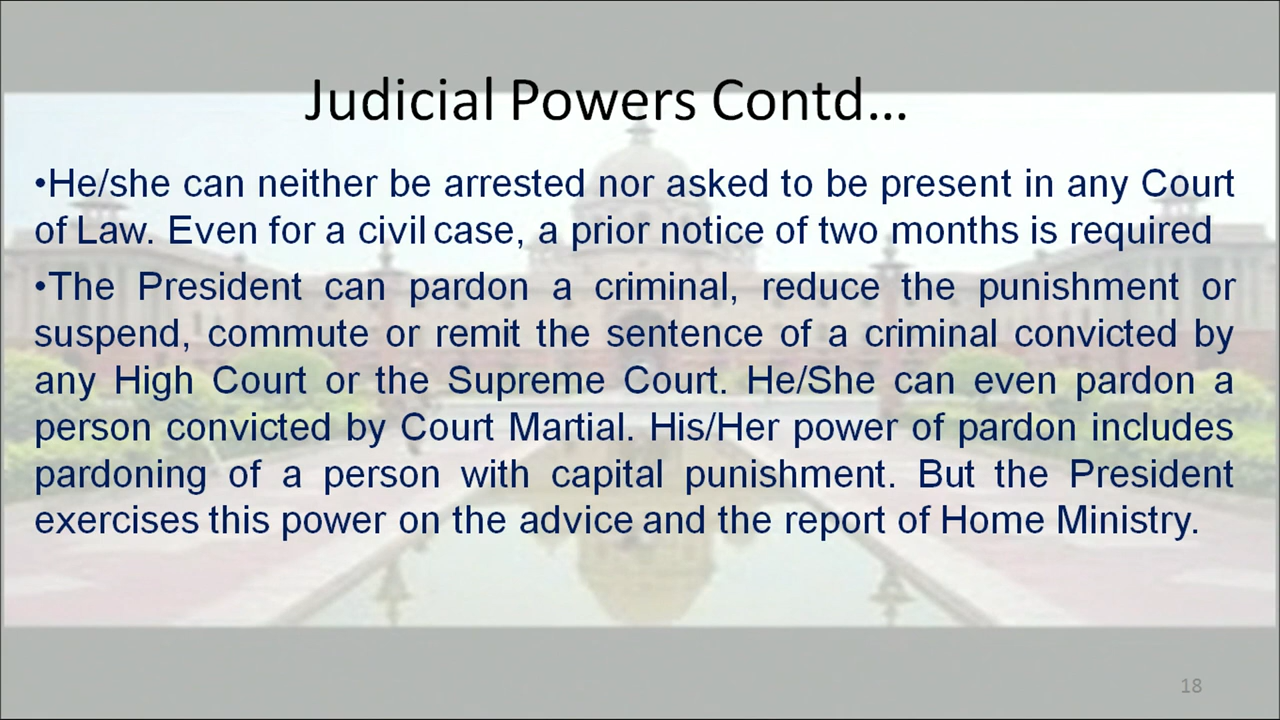 Judicial Powers Contd…
•He/she can neither be arrested nor asked to be present in any Court
of Law. Even for a civil case, a prior notice of two months is required
•The President can pardon a criminal, reduce the punishment or
suspend, commute or remit the sentence of a criminal convicted by
any High Court or the Supreme Court. He/She can even pardon a
person convicted by Court Martial. His/Her power of pardon includes
pardoning of a person with capital punishment. But the President
exercises this power on the advice and the report of Home Ministry.
18